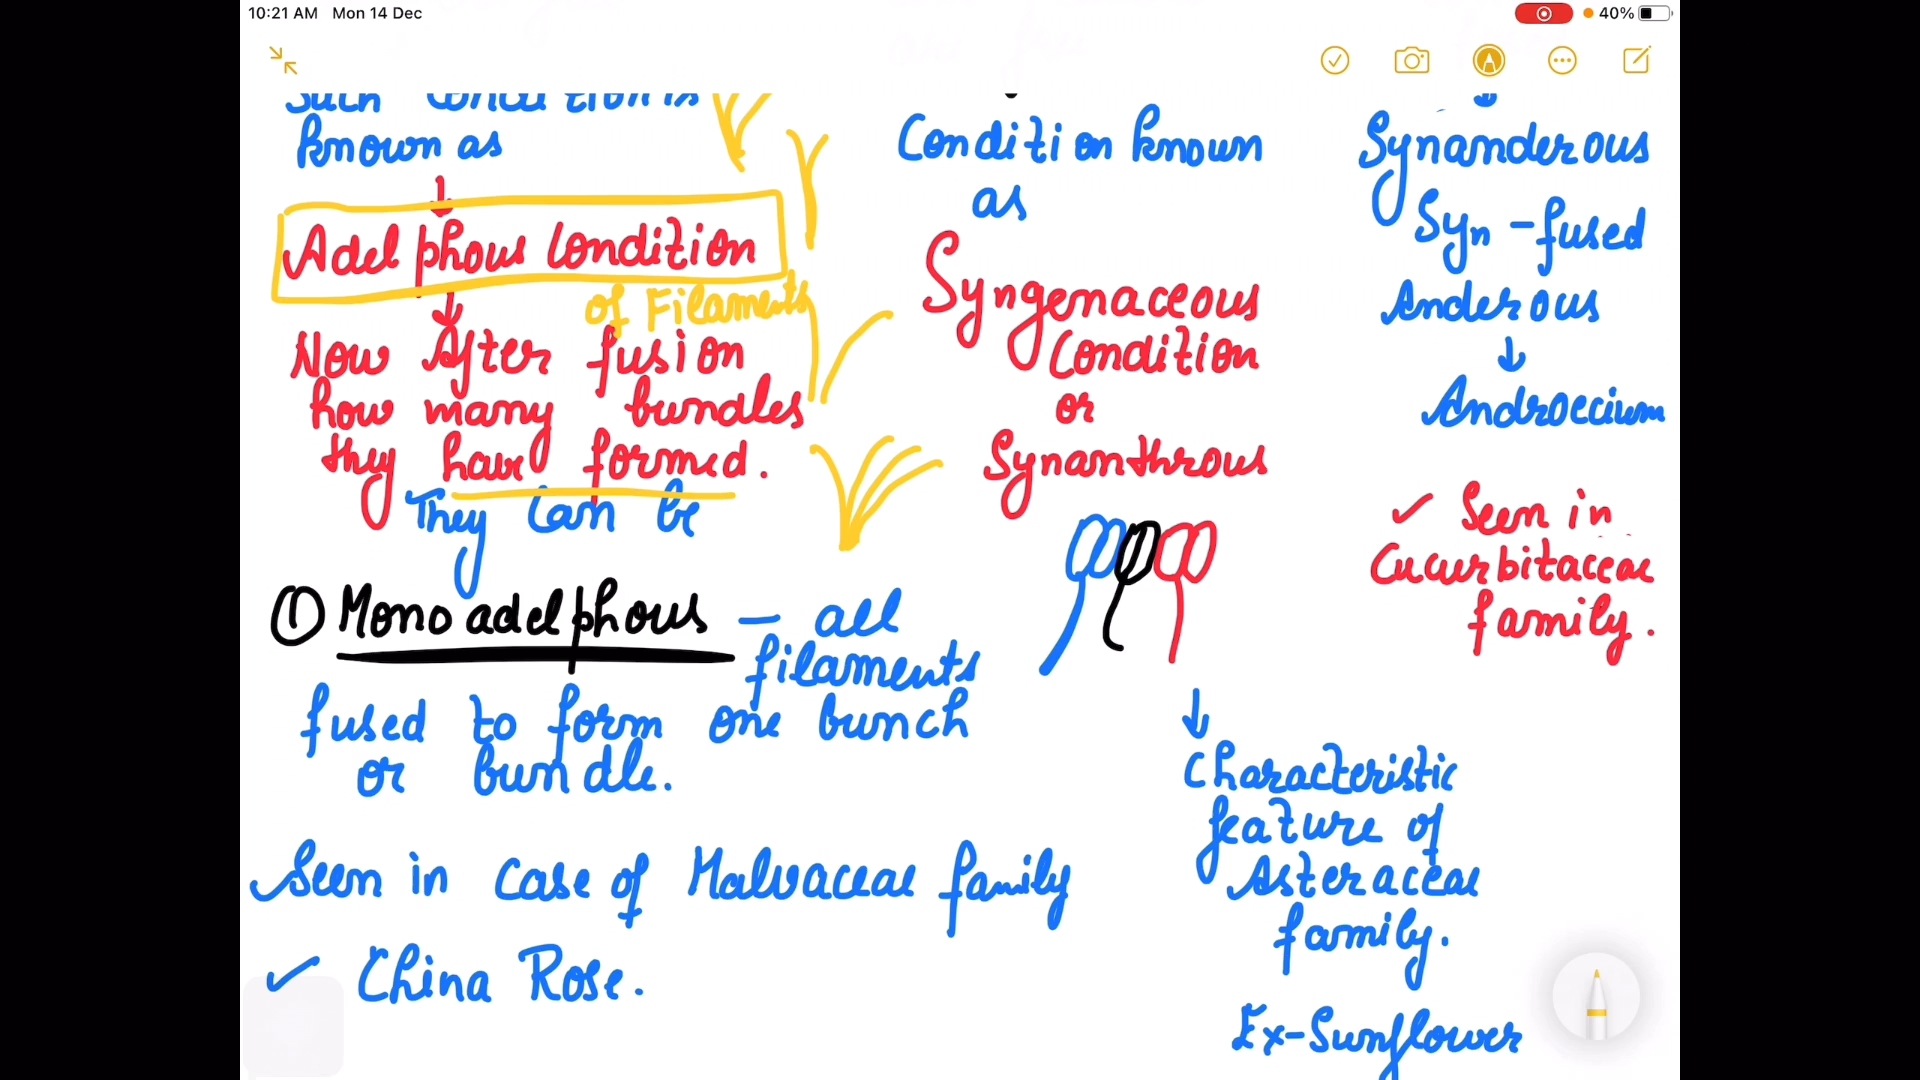 10:21 AM Mon 14 Dec
40%
known as
Adelphous Condition
of Filaments
Now After fusion
how many bundles
they have formed.
They Can be
① Monoadelphous - all
filaments
fused to form one bunch
or bundle.
Seen in case of Malvaceae family
✓ China Rose.
Condition known
as
Syngenaceous
Condition
or
Synanthrous
↓
Characteristic
feature of
Asteraceae
family.
Ex-Sunflower
Synanderous
Syn - fused
Anderous
↓
Androecium
✓ Seen in
Cucurbitaceae
family.